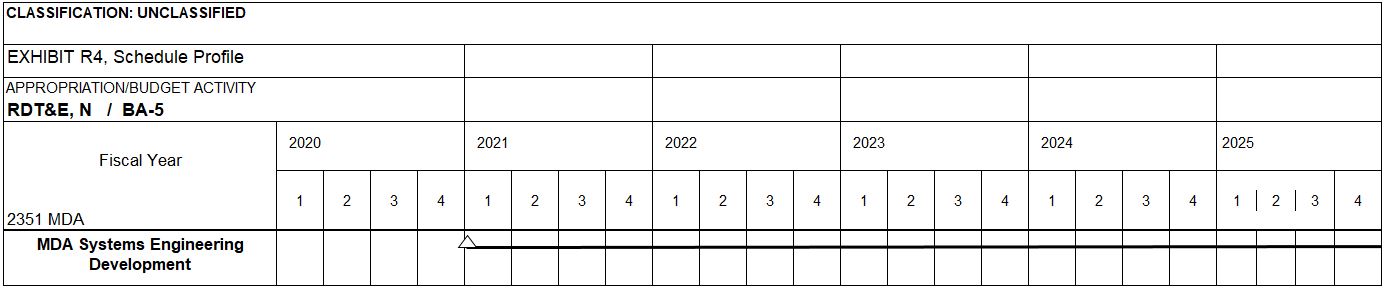 CLASSIFICATION: UNCLASSIFIED
EXHIBIT R4, Schedule Profile
APPROPRIATION/BUDGET ACTIVITY
RDT&E, N / BA-5
Fiscal Year
2020 2021 2022 2023 2024 2025
1 2 3 4 1 2 3 4 1 2 3 4 1 2 3 4 1 2 3 4 1 2 3 4
2351 MDA
MDA Systems Engineering
Development